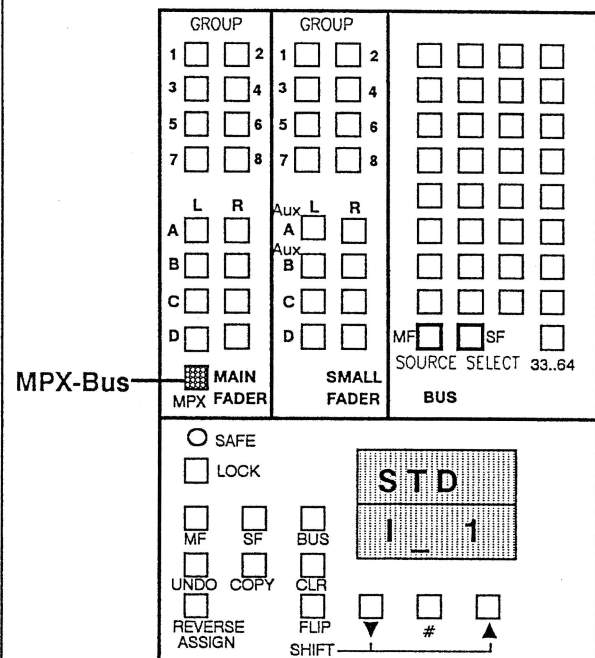 GROUP GROUP
1 2 1 2
3 4 3 4
5 6 5 6
7 8 7 8
L R Aux L R
A A
Aux
B B
C C
D D MF SF
SOURCE SELECT 33..64
MPX-Bus MAIN SMALL
MPX FADER FADER BUS
SAFE
LOCK
STD
I_ 1
MF SF BUS
UNDO COPY CLR
REVERSE FLIP ▼ # ▲
ASSIGN
SHIFT